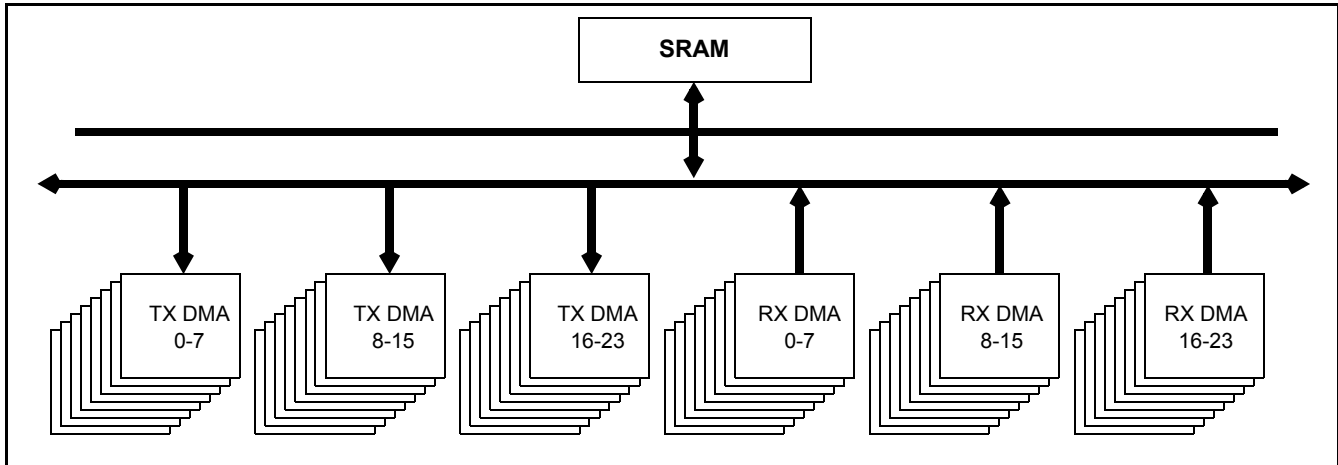 SRAM
TX DMA
0-7
TX DMA
8-15
TX DMA
16-23
RX DMA
0-7
RX DMA
8-15
RX DMA
16-23